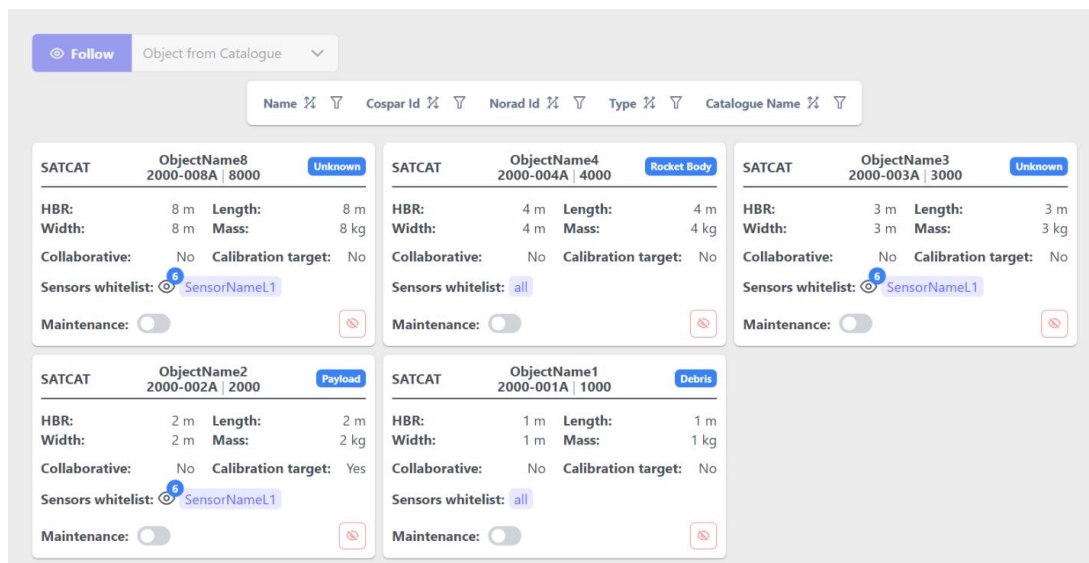 Follow Object from Catalogue
Name Cospar Id Norad Id Type Catalogue Name
SATCAT ObjectName8 Unknown
2000-008A | 8000
HBR: 8 m Length: 8 m
Width: 8 m Mass: 8 kg
Collaborative: No Calibration target: No
Sensors whitelist: 6 SensorNameL1
Maintenance:
SATCAT ObjectName4 Rocket Body
2000-004A | 4000
HBR: 4 m Length: 4 m
Width: 4 m Mass: 4 kg
Collaborative: No Calibration target: No
Sensors whitelist: all
Maintenance:
SATCAT ObjectName3 Unknown
2000-003A | 3000
HBR: 3 m Length: 3 m
Width: 3 m Mass: 3 kg
Collaborative: No Calibration target: No
Sensors whitelist: 6 SensorNameL1
Maintenance:
SATCAT ObjectName2 Payload
2000-002A | 2000
HBR: 2 m Length: 2 m
Width: 2 m Mass: 2 kg
Collaborative: No Calibration target: Yes
Sensors whitelist: 6 SensorNameL1
Maintenance:
SATCAT ObjectName1 Debris
2000-001A | 1000
HBR: 1 m Length: 1 m
Width: 1 m Mass: 1 kg
Collaborative: No Calibration target: No
Sensors whitelist: all
Maintenance: